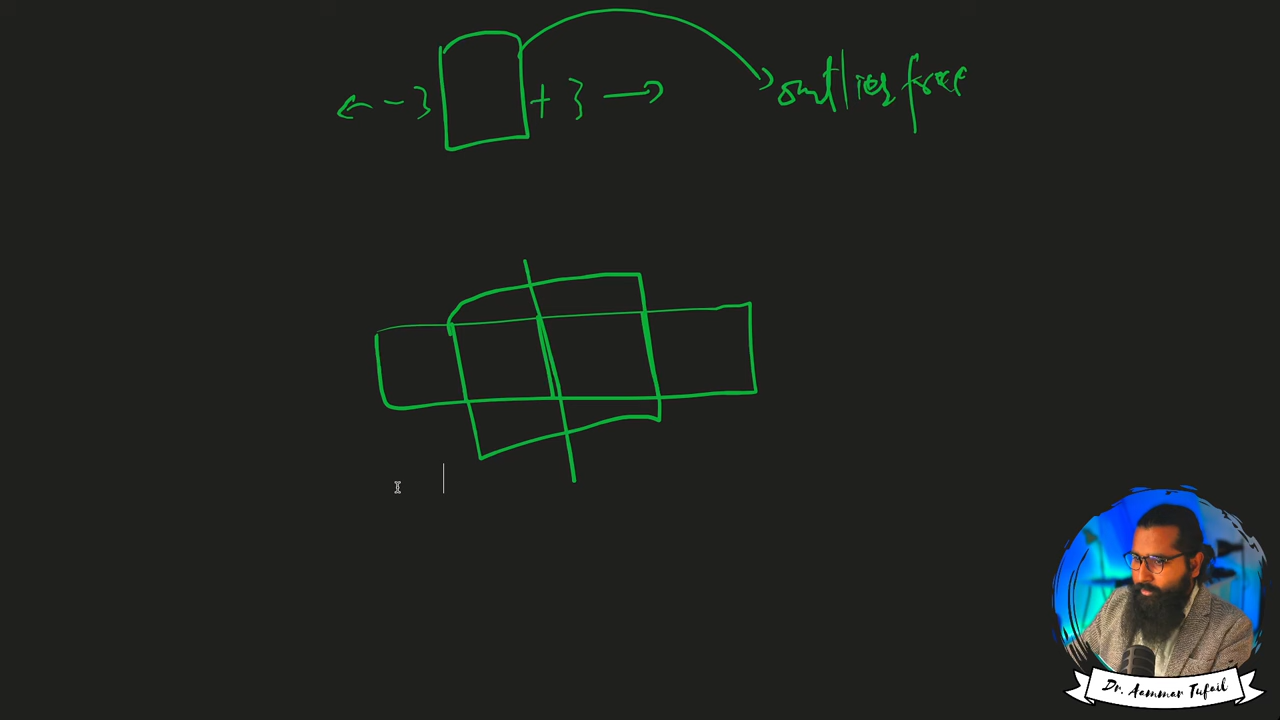 ← -3 +3 → outlier free
Dr. Aammar Tufail